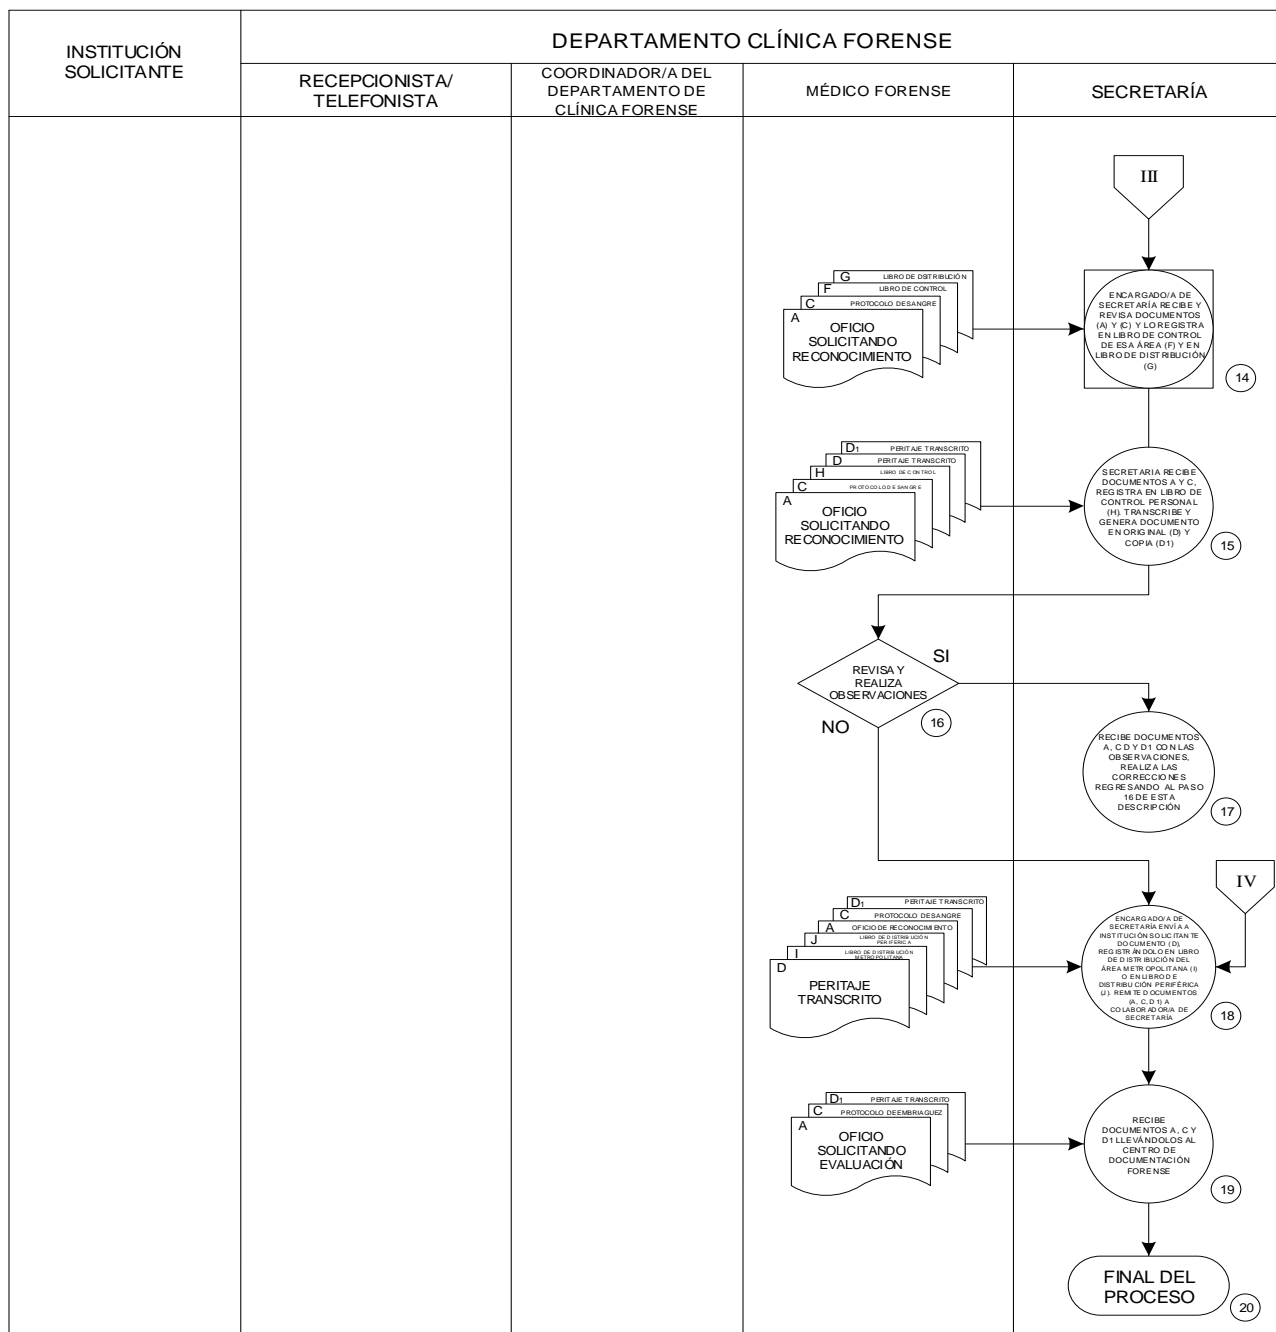 INSTITUCIÓN
SOLICITANTE
DEPARTAMENTO CLÍNICA FORENSE
RECEPCIONISTA/
TELEFONISTA
COORDINADOR/A DEL
DEPARTAMENTO DE
CLÍNICA FORENSE
MÉDICO FORENSE
SECRETARÍA
III
G
LIBRO DE DSITRIBUCIÓN
F
LIBRO DE CONTROL
C
PROTOCOLO DE SANGRE
A
OFICIO
SOLICITANDO
RECONOCIMIENTO
ENCARGADO/A DE
SECRETARÍA RECIBE Y
REVISA DOCUMENTOS
(A) Y (C) Y LO REGISTRA
EN LIBRO DE CONTROL
DE ESA ÁREA (F) Y EN
LIBRO DE DISTRIBUCIÓN
(G)
14
D1
PERITAJE TRANSCRITO
D
PERITAJE TRANSCRITO
H
LIBRO DE CONTROL
C
PROTOCOLO DE SANGRE
A
OFICIO
SOLICITANDO
RECONOCIMIENTO
SECRETARIA RECIBE
DOCUMENTOS A Y C,
REGISTRA EN LIBRO DE
CONTROL PERSONAL
(H). TRANSCRIBE Y
GENERA DOCUMENTO
EN ORIGINAL (D) Y
COPIA (D1)
15
REVISA Y
REALIZA
OBSERVACIONES
SI
NO
16
RECIBE DOCUMENTOS
A, C D Y D1 CON LAS
OBSERVACIONES,
REALIZA LAS
CORRECCIONES
REGRESANDO AL PASO
16 DE ESTA
DESCRIPCIÓN
17
IV
D1
PERITAJE TRANSCRITO
C
PROTOCOLO DE SANGRE
A
OFICIO DE RECONOCIMIENTO
J
LIBRO DE DISTRIBUCIÓN
PERIFÉRICA
I
LIBRO DE DISTRIBUCIÓN
METROPOLITANA
D
PERITAJE
TRANSCRITO
ENCARGADO/A DE
SECRETARÍA ENVÍA A
INSTITUCIÓN SOLICITANTE
DOCUMENTO (D),
REGISTRÁNDOLO EN LIBRO
DE DISTRIBUCIÓN DEL
ÁREA METROPOLITANA (I)
O EN LIBRO DE
DISTRIBUCIÓN PERIFÉRICA
(J). REMITE DOCUMENTOS
(A, C, D1) A
COLABORADOR/A DE
SECRETARÍA
18
D1
PERITAJE TRANSCRITO
C
PROTOCOLO DE EMBRIAGUEZ
A
OFICIO
SOLICITANDO
EVALUACIÓN
RECIBE
DOCUMENTOS A, C Y
D1 LLEVÁNDOLOS AL
CENTRO DE
DOCUMENTACIÓN
FORENSE
19
FINAL DEL
PROCESO
20